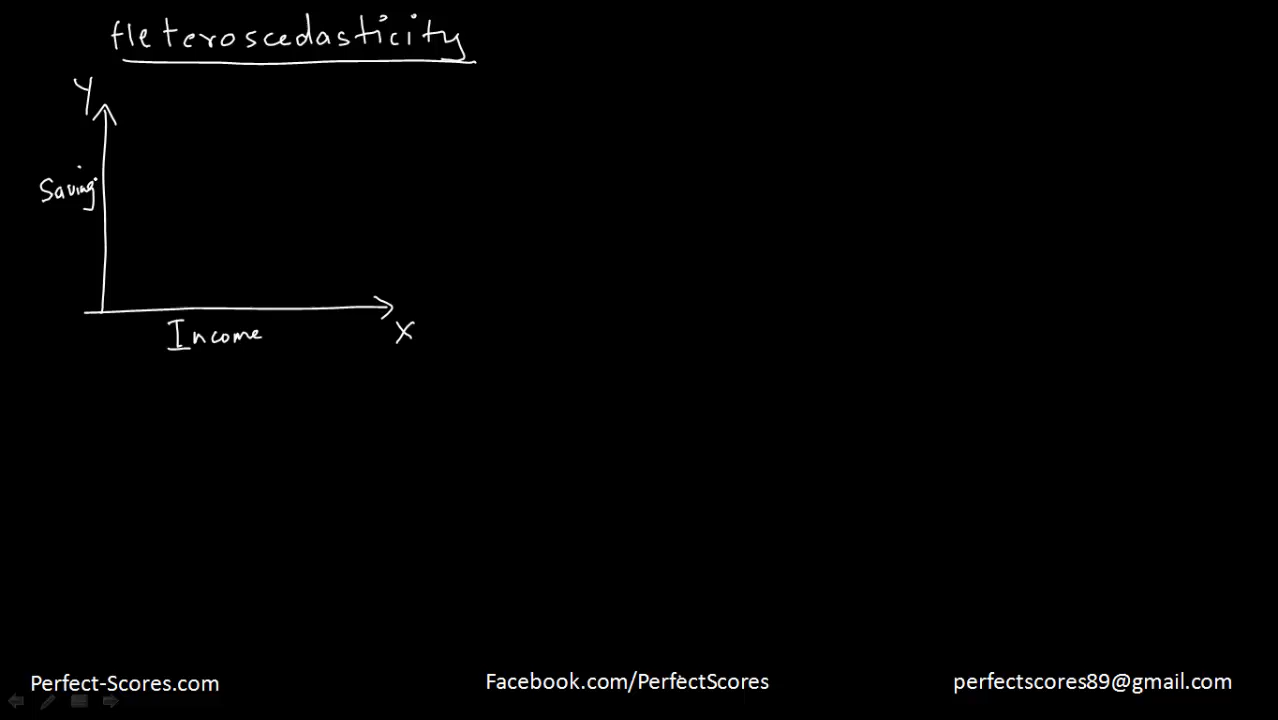 Heteroscedasticity
Y
Saving
Income
X
Perfect-Scores.com
Facebook.com/PerfectScores
perfectscores89@gmail.com